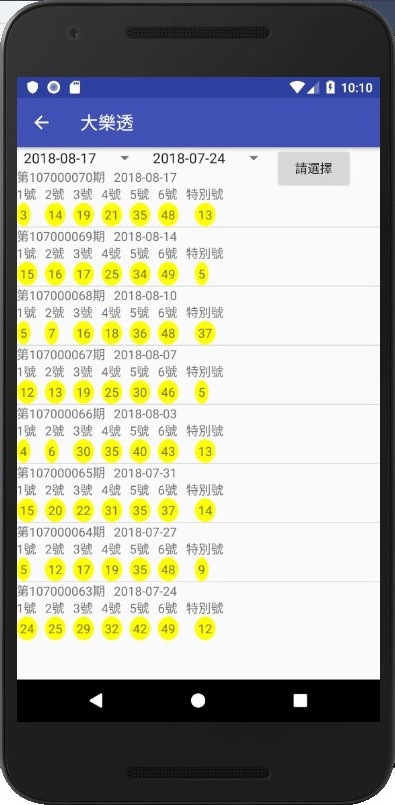 10:10
大樂透
2018-08-17 2018-07-24 請選擇
第107000070期 2018-08-17
1號 2號 3號 4號 5號 6號 特別號
3 14 19 21 35 48 13
第107000069期 2018-08-14
1號 2號 3號 4號 5號 6號 特別號
15 16 17 25 34 49 5
第107000068期 2018-08-10
1號 2號 3號 4號 5號 6號 特別號
5 7 16 18 36 48 37
第107000067期 2018-08-07
1號 2號 3號 4號 5號 6號 特別號
12 13 19 25 30 46 5
第107000066期 2018-08-03
1號 2號 3號 4號 5號 6號 特別號
4 6 30 35 40 43 13
第107000065期 2018-07-31
1號 2號 3號 4號 5號 6號 特別號
15 20 22 31 35 37 14
第107000064期 2018-07-27
1號 2號 3號 4號 5號 6號 特別號
5 12 17 19 35 48 9
第107000063期 2018-07-24
1號 2號 3號 4號 5號 6號 特別號
24 25 29 32 42 49 12